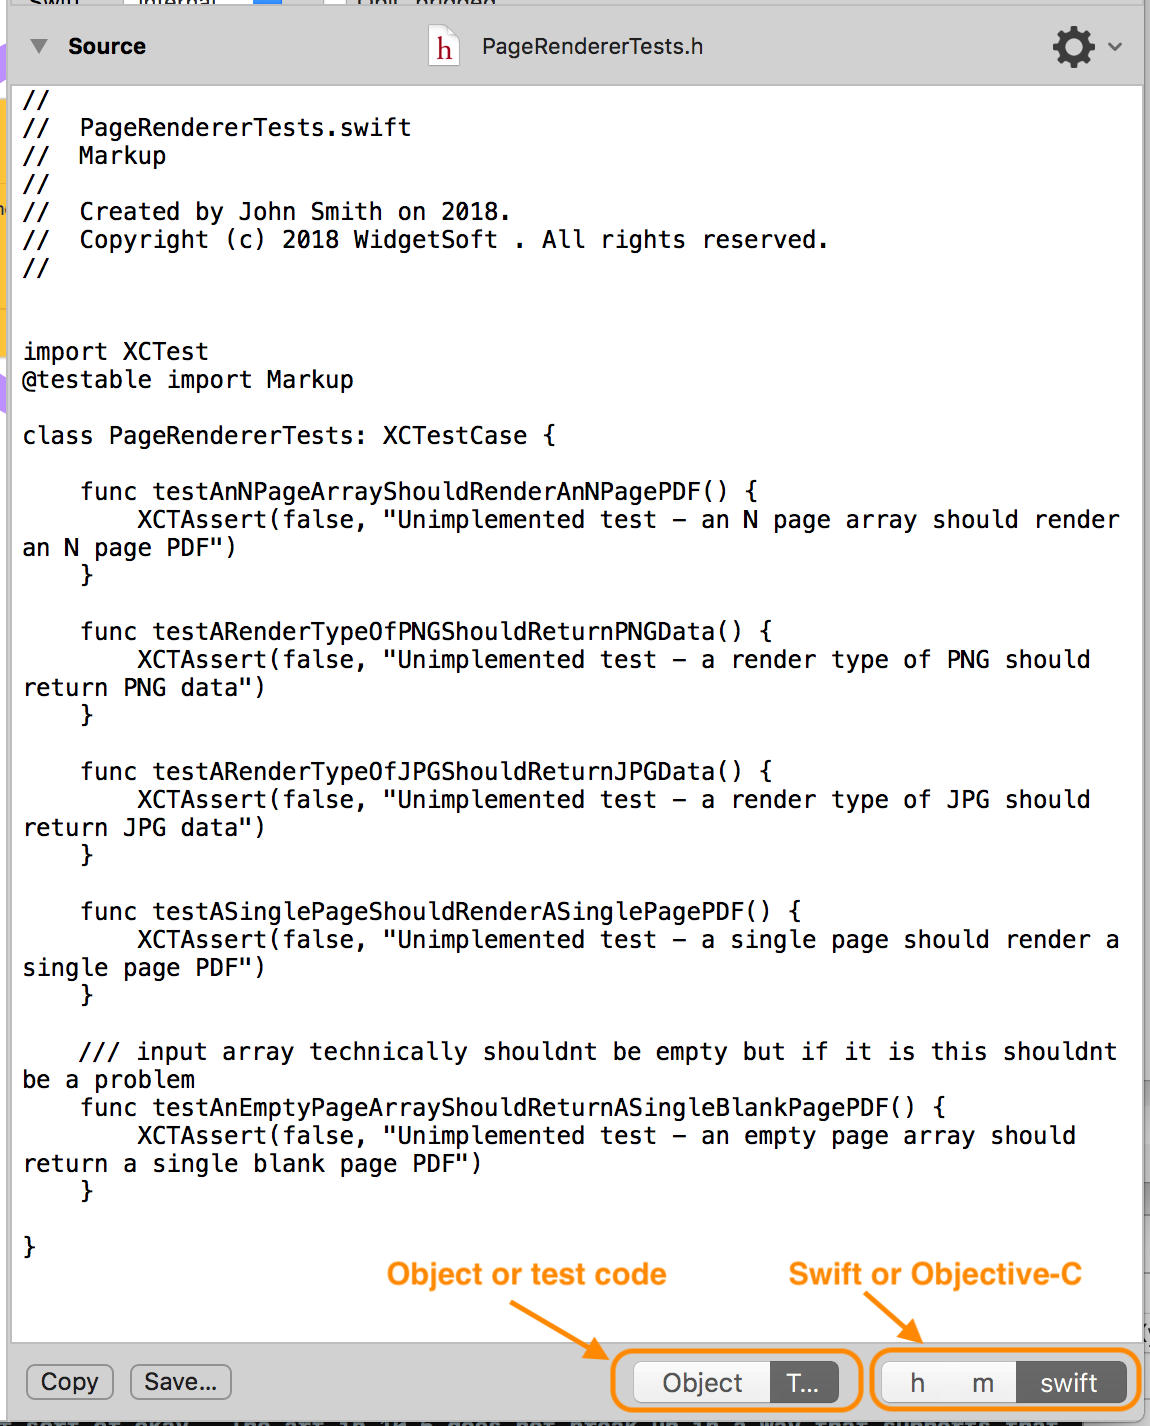 Source
h
PageRendererTests.h
//
//  PageRendererTests.swift
//  Markup
//
//  Created by John Smith on 2018.
//  Copyright (c) 2018 WidgetSoft . All rights reserved.
//
import XCTest
@testable import Markup
class PageRendererTests: XCTestCase {
    func testAnNPageArrayShouldRenderAnNPagePDF() {
        XCTAssert(false, "Unimplemented test – an N page array should render
an N page PDF")
    }
    func testARenderTypeOfPNGShouldReturnPNGData() {
        XCTAssert(false, "Unimplemented test – a render type of PNG should
return PNG data")
    }
    func testARenderTypeOfJPGShouldReturnJPGData() {
        XCTAssert(false, "Unimplemented test – a render type of JPG should
return JPG data")
    }
    func testASinglePageShouldRenderASinglePagePDF() {
        XCTAssert(false, "Unimplemented test – a single page should render a
single page PDF")
    }
    /// input array technically shouldnt be empty but if it is this shouldnt
be a problem
    func testAnEmptyPageArrayShouldReturnASingleBlankPagePDF() {
        XCTAssert(false, "Unimplemented test – an empty page array should
return a single blank page PDF")
    }
}
Object or test code
Swift or Objective-C
Copy
Save...
Object
T...
h
m
swift